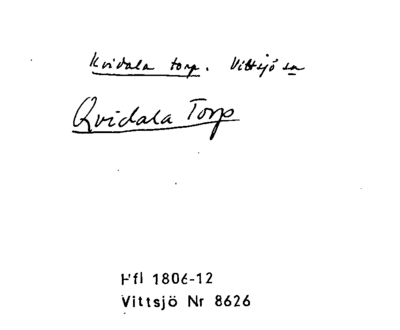 Kvidala torp. Vittsjö sn
Qvidala Torp
Hfl 1806-12
Vittsjö Nr 8626